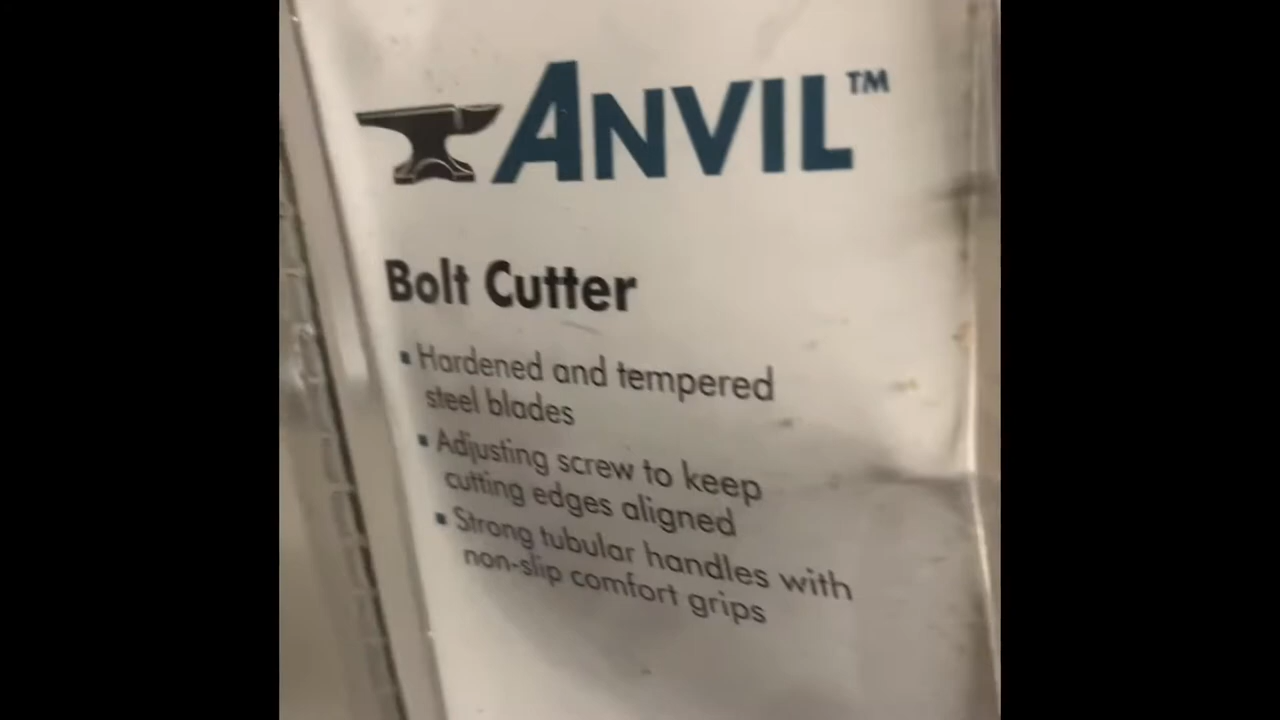 ANVIL™
Bolt Cutter
▪ Hardened and tempered
steel blades
▪ Adjusting screw to keep
cutting edges aligned
▪ Strong tubular handles with
non-slip comfort grips